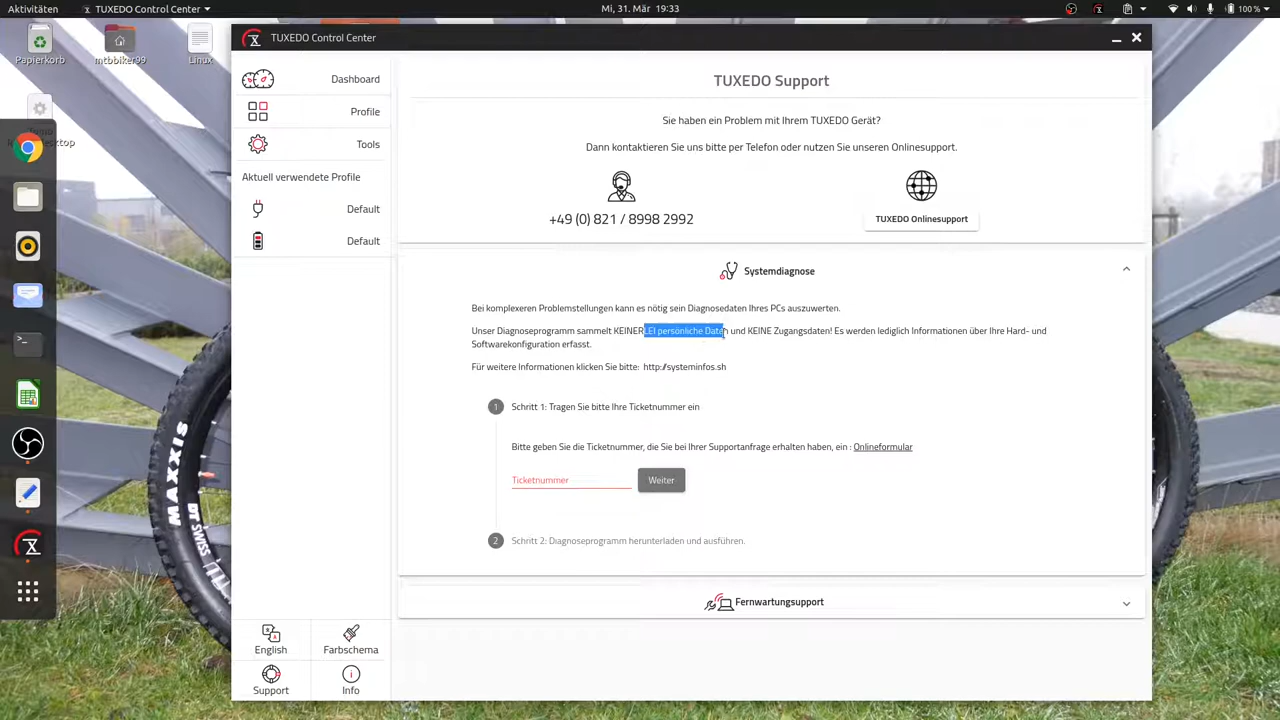 Aktivitäten
Mi, 31. Mär 19:33
100 %
TUXEDO Control Center
Papierkorb
mtbbiker99
Linux
Dashboard
Profile
Tools
Aktuell verwendete Profile
Default
Default
TUXEDO Support
Sie haben ein Problem mit Ihrem TUXEDO Gerät?
Dann kontaktieren Sie uns bitte per Telefon oder nutzen Sie unseren Onlinesupport.
+49 (0) 821 / 8998 2992
TUXEDO Onlinesupport
Systemdiagnose
Bei komplexeren Problemstellungen kann es nötig sein Diagnosedaten Ihres PCs auszuwerten.
Unser Diagnoseprogramm sammelt KEINERLEI persönliche Daten und KEINE Zugangsdaten! Es werden lediglich Informationen über Ihre Hard- und
Softwarekonfiguration erfasst.
Für weitere Informationen klicken Sie bitte: http://systeminfos.sh
1 Schritt 1: Tragen Sie bitte Ihre Ticketnummer ein
Bitte geben Sie die Ticketnummer, die Sie bei Ihrer Supportanfrage erhalten haben, ein : Onlineformular
Ticketnummer
Weiter
2 Schritt 2: Diagnoseprogramm herunterladen und ausführen.
Fernwartungsupport
English
Farbschema
Support
Info
MAXXIS
DT SWISS